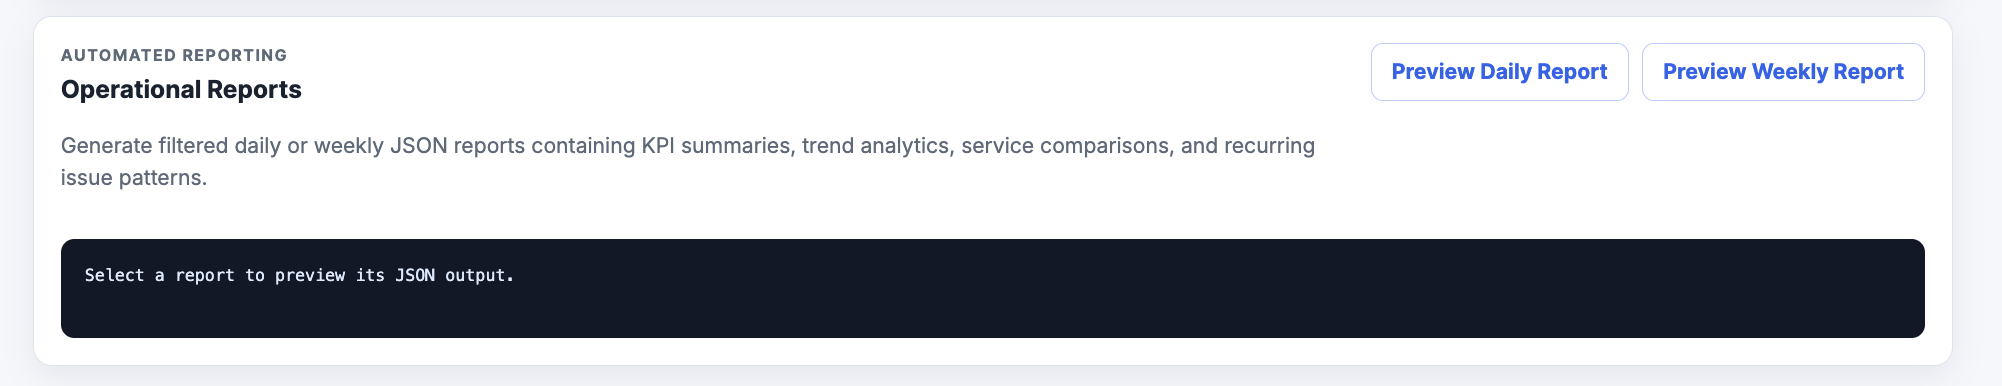 AUTOMATED REPORTING
Operational Reports
Preview Daily Report
Preview Weekly Report
Generate filtered daily or weekly JSON reports containing KPI summaries, trend analytics, service comparisons, and recurring
issue patterns.
Select a report to preview its JSON output.